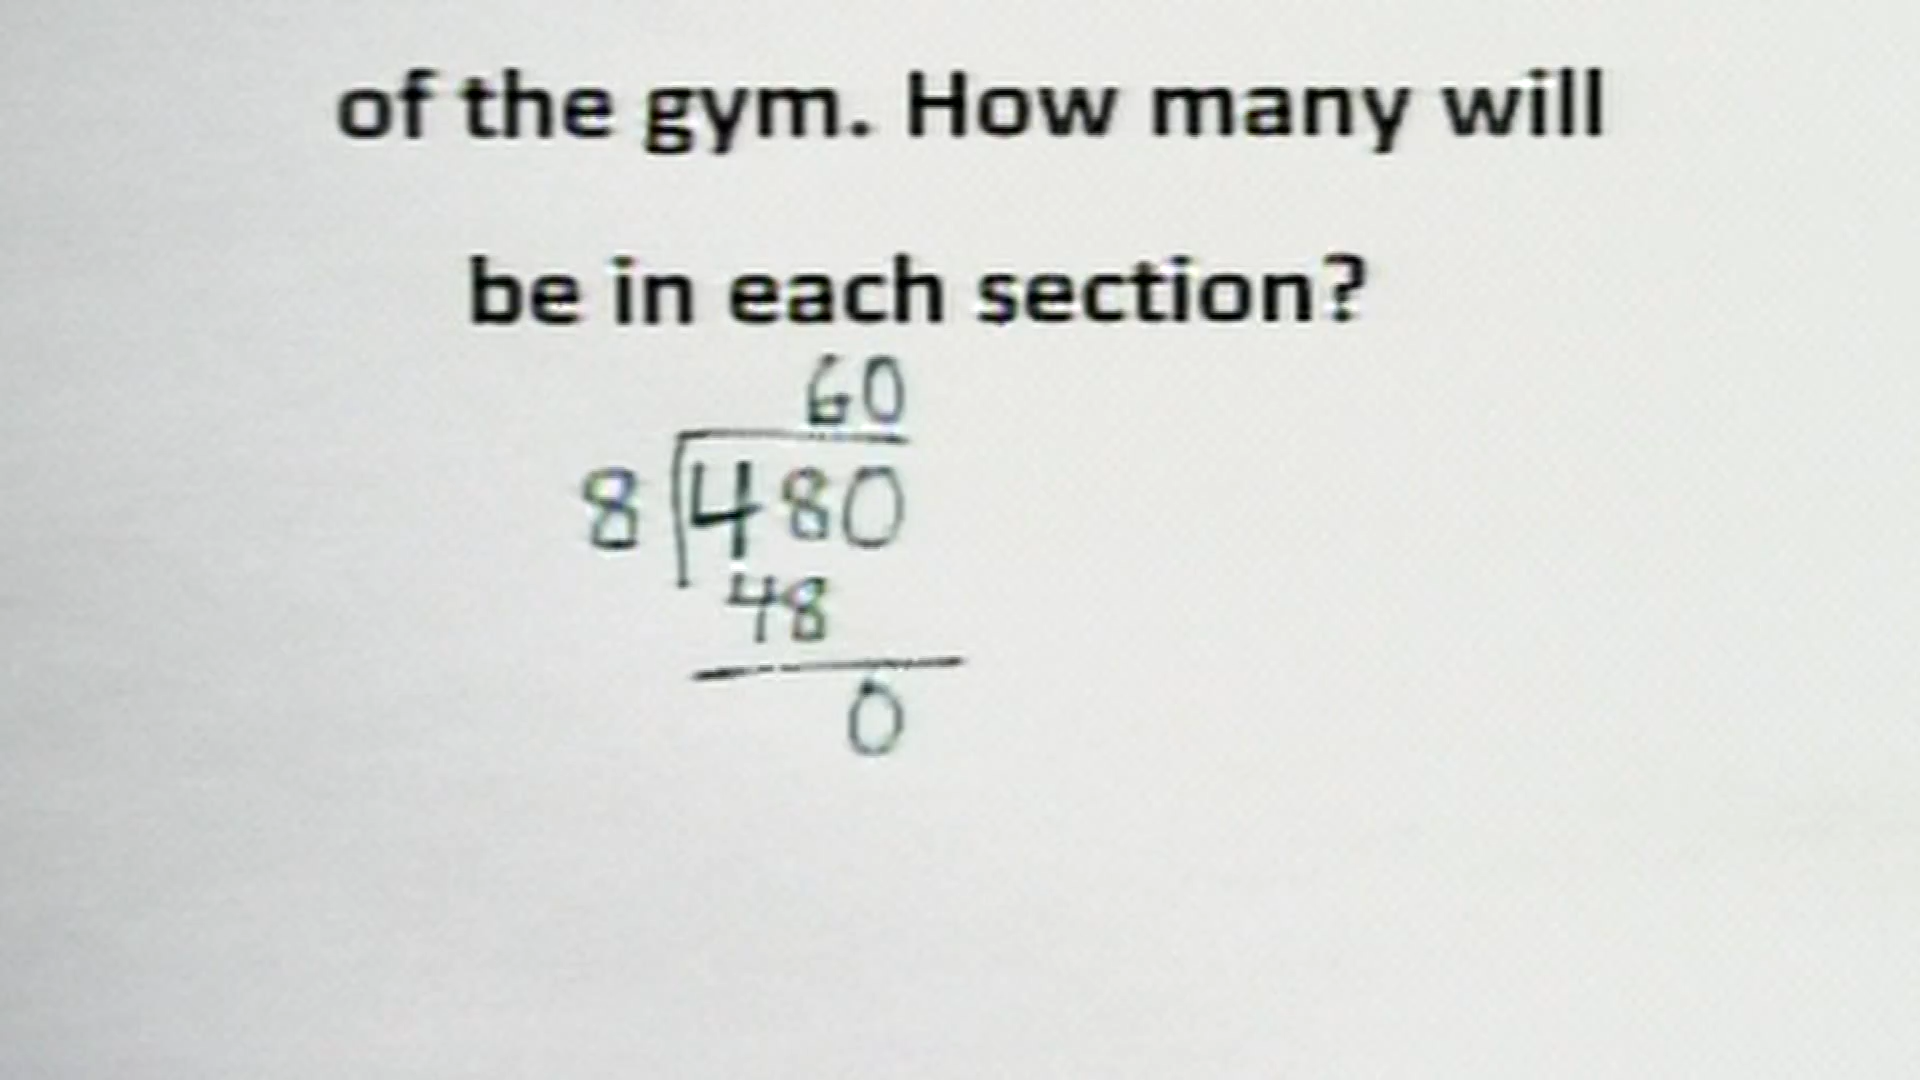 of the gym. How many will
be in each section?
60
8 480
48
0